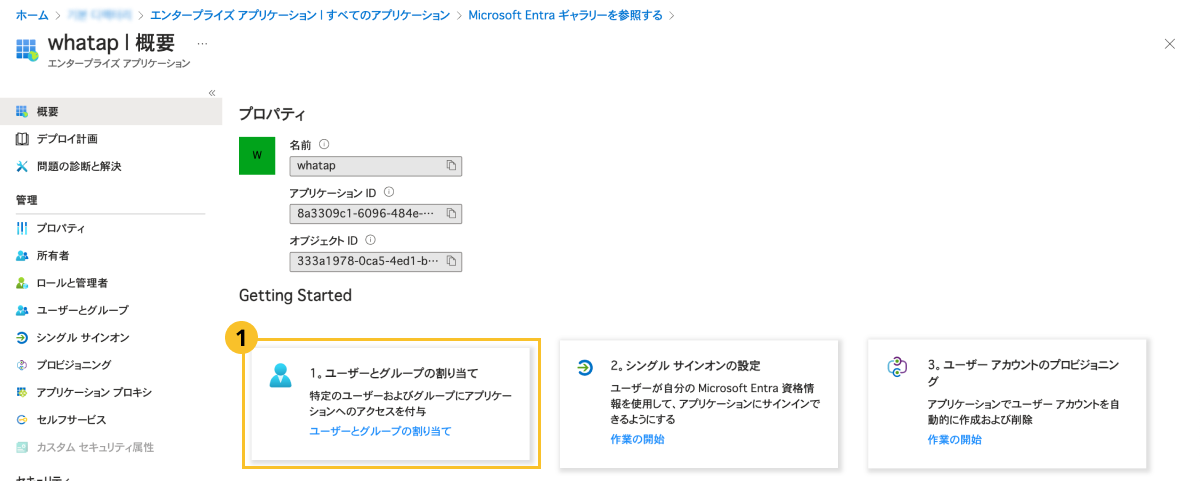 ホーム > > エンタープライズ アプリケーション | すべてのアプリケーション > Microsoft Entra ギャラリーを参照する >
whatap | 概要 …
エンタープライズ アプリケーション
«
概要
デプロイ計画
問題の診断と解決
管理
プロパティ
所有者
ロールと管理者
ユーザーとグループ
シングル サインオン
プロビジョニング
アプリケーション プロキシ
セルフサービス
カスタム セキュリティ属性
セキュリティ
プロパティ
W
名前
whatap
アプリケーション ID
8a3309c1-6096-484e-…
オブジェクト ID
333a1978-0ca5-4ed1-b…
Getting Started
1
1。ユーザーとグループの割り当て
特定のユーザーおよびグループにアプリケー
ションへのアクセスを付与
ユーザーとグループの割り当て
2。シングル サインオンの設定
ユーザーが自分の Microsoft Entra 資格情
報を使用して、アプリケーションにサインインで
きるようにする
作業の開始
3。ユーザー アカウントのプロビジョニン
グ
アプリケーションでユーザー アカウントを自
動的に作成および削除
作業の開始